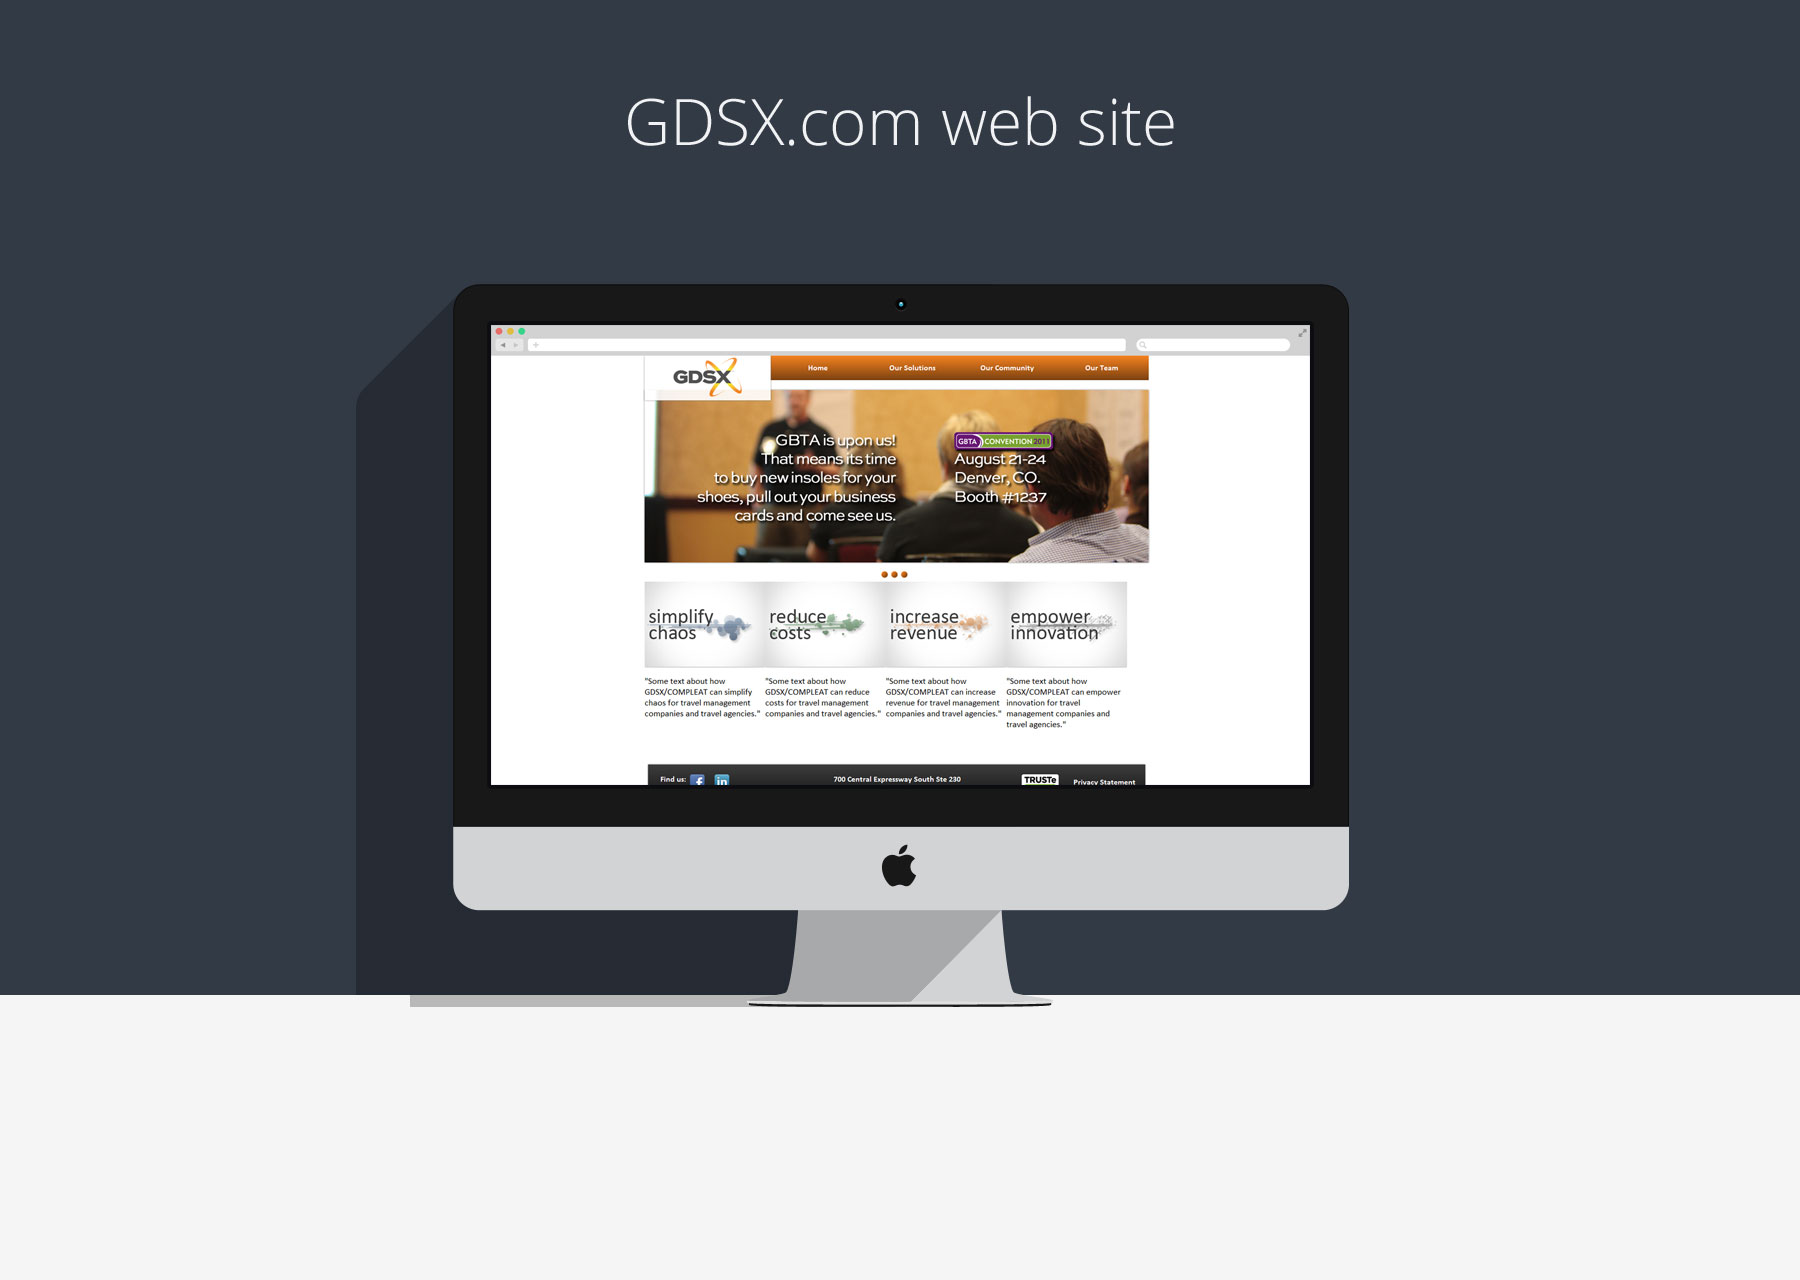 GDSX.com web site
GDSX
Home
Our Solutions
Our Community
Our Team
GBTA is upon us!
That means its time
to buy new insoles for your
shoes, pull out your business
cards and come see us.
GBTA CONVENTION 2011
August 21-24
Denver, CO.
Booth #1237
simplify
chaos
reduce
costs
increase
revenue
empower
innovation
"Some text about how
GDSX/COMPLEAT can simplify
chaos for travel management
companies and travel agencies."
"Some text about how
GDSX/COMPLEAT can reduce
costs for travel management
companies and travel agencies."
"Some text about how
GDSX/COMPLEAT can increase
revenue for travel management
companies and travel agencies."
"Some text about how
GDSX/COMPLEAT can empower
innovation for travel
management companies and
travel agencies."
Find us:
700 Central Expressway South Ste 230
TRUSTe
Privacy Statement